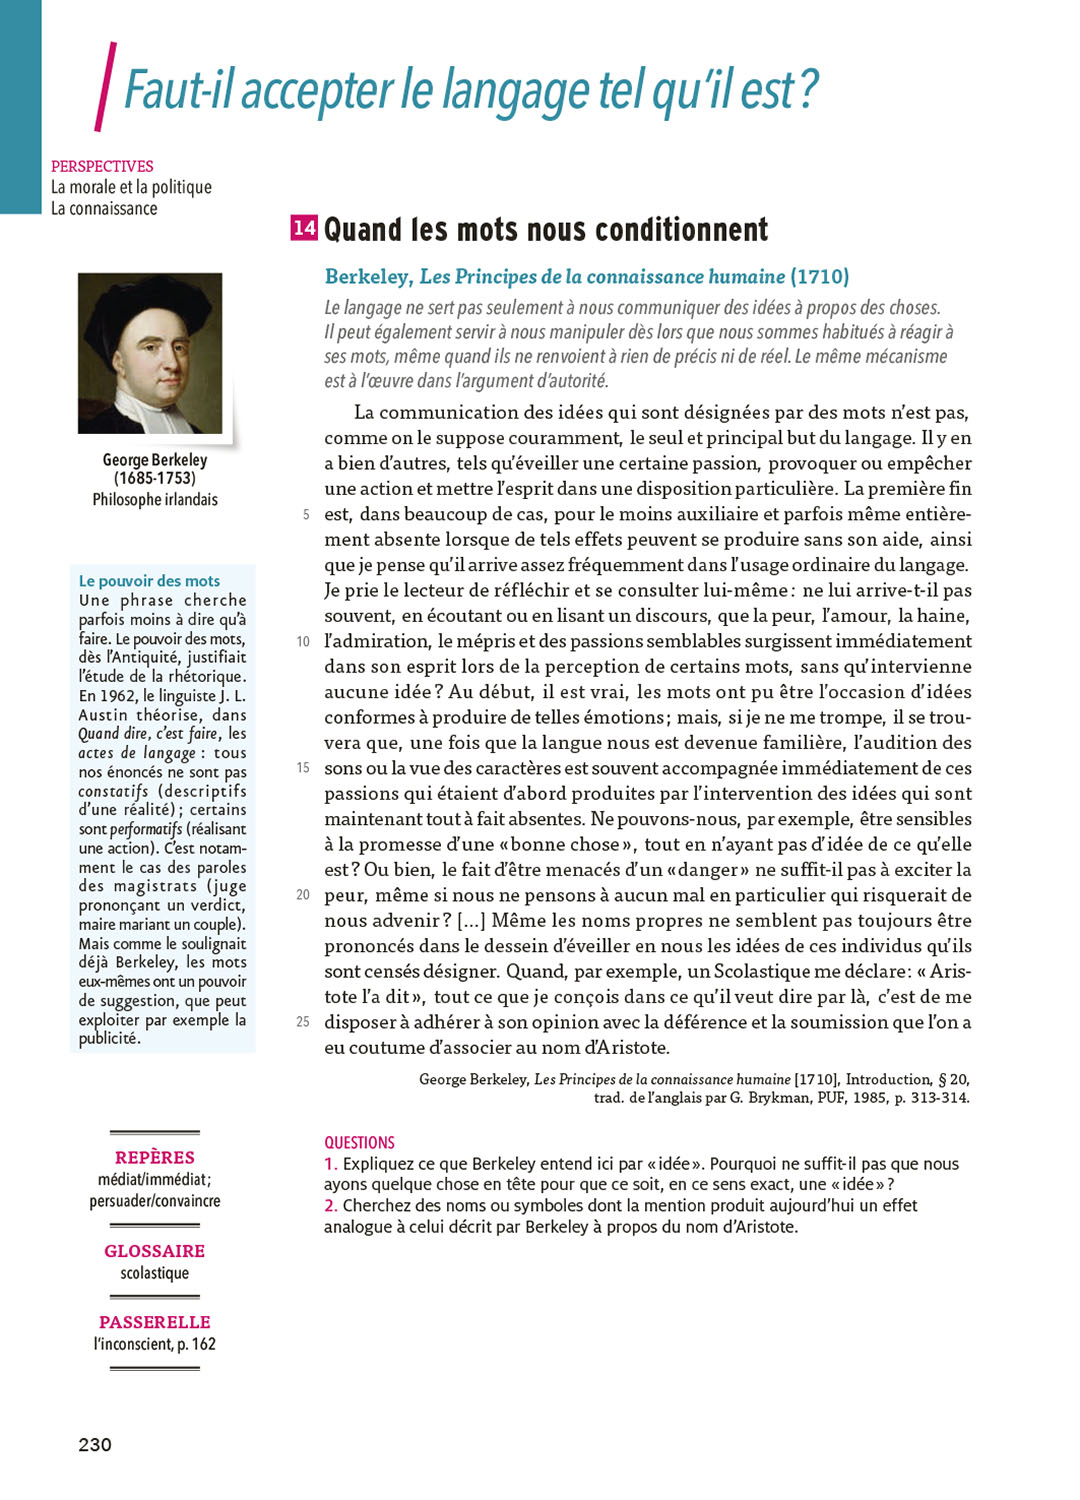 Faut-il accepter le langage tel qu'il est ?
PERSPECTIVES
La morale et la politique
La connaissance
14 Quand les mots nous conditionnent
Berkeley, Les Principes de la connaissance humaine (1710)
Le langage ne sert pas seulement à nous communiquer des idées à propos des choses.
Il peut également servir à nous manipuler dès lors que nous sommes habitués à réagir à
ses mots, même quand ils ne renvoient à rien de précis ni de réel. Le même mécanisme
est à l'œuvre dans l'argument d'autorité.
La communication des idées qui sont désignées par des mots n'est pas,
comme on le suppose couramment, le seul et principal but du langage. Il y en
a bien d'autres, tels qu'éveiller une certaine passion, provoquer ou empêcher
une action et mettre l'esprit dans une disposition particulière. La première fin
5 est, dans beaucoup de cas, pour le moins auxiliaire et parfois même entière-
ment absente lorsque de tels effets peuvent se produire sans son aide, ainsi
que je pense qu'il arrive assez fréquemment dans l'usage ordinaire du langage.
Je prie le lecteur de réfléchir et se consulter lui-même : ne lui arrive-t-il pas
souvent, en écoutant ou en lisant un discours, que la peur, l'amour, la haine,
10 l'admiration, le mépris et des passions semblables surgissent immédiatement
dans son esprit lors de la perception de certains mots, sans qu'intervienne
aucune idée ? Au début, il est vrai, les mots ont pu être l'occasion d'idées
conformes à produire de telles émotions ; mais, si je ne me trompe, il se trou-
vera que, une fois que la langue nous est devenue familière, l'audition des
15 sons ou la vue des caractères est souvent accompagnée immédiatement de ces
passions qui étaient d'abord produites par l'intervention des idées qui sont
maintenant tout à fait absentes. Ne pouvons-nous, par exemple, être sensibles
à la promesse d'une « bonne chose », tout en n'ayant pas d'idée de ce qu'elle
est ? Ou bien, le fait d'être menacés d'un « danger » ne suffit-il pas à exciter la
20 peur, même si nous ne pensons à aucun mal en particulier qui risquerait de
nous advenir ? [...] Même les noms propres ne semblent pas toujours être
prononcés dans le dessein d'éveiller en nous les idées de ces individus qu'ils
sont censés désigner. Quand, par exemple, un Scolastique me déclare : « Aris-
tote l'a dit », tout ce que je conçois dans ce qu'il veut dire par là, c'est de me
25 disposer à adhérer à son opinion avec la déférence et la soumission que l'on a
eu coutume d'associer au nom d'Aristote.
George Berkeley, Les Principes de la connaissance humaine [1710], Introduction, § 20,
trad. de l'anglais par G. Brykman, PUF, 1985, p. 313-314.
QUESTIONS
1. Expliquez ce que Berkeley entend ici par « idée ». Pourquoi ne suffit-il pas que nous
ayons quelque chose en tête pour que ce soit, en ce sens exact, une « idée » ?
2. Cherchez des noms ou symboles dont la mention produit aujourd'hui un effet
analogue à celui décrit par Berkeley à propos du nom d'Aristote.
George Berkeley
(1685-1753)
Philosophe irlandais
Le pouvoir des mots
Une phrase cherche
parfois moins à dire qu'à
faire. Le pouvoir des mots,
dès l'Antiquité, justifiait
l'étude de la rhétorique.
En 1962, le linguiste J. L.
Austin théorise, dans
Quand dire, c'est faire, les
actes de langage : tous
nos énoncés ne sont pas
constatifs (descriptifs
d'une réalité) ; certains
sont performatifs (réalisant
une action). C'est notam-
ment le cas des paroles
des magistrats (juge
prononçant un verdict,
maire mariant un couple).
Mais comme le soulignait
déjà Berkeley, les mots
eux-mêmes ont un pouvoir
de suggestion, que peut
exploiter par exemple la
publicité.
REPÈRES
médiat/immédiat ;
persuader/convaincre
GLOSSAIRE
scolastique
PASSERELLE
l'inconscient, p. 162
230